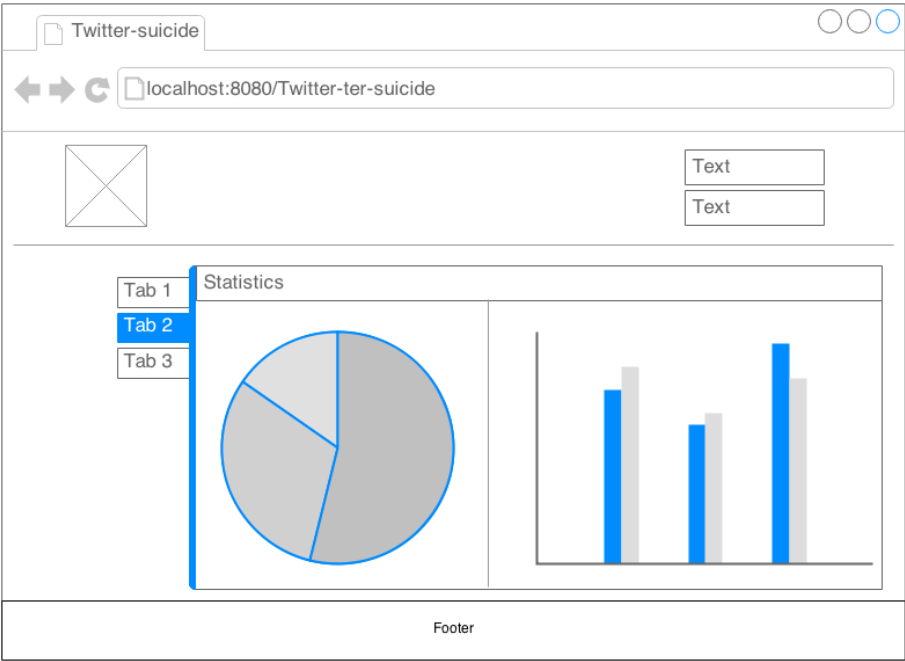 Twitter-suicide
localhost:8080/Twitter-ter-suicide
Text
Text
Statistics
Tab 1
Tab 2
Tab 3
Footer